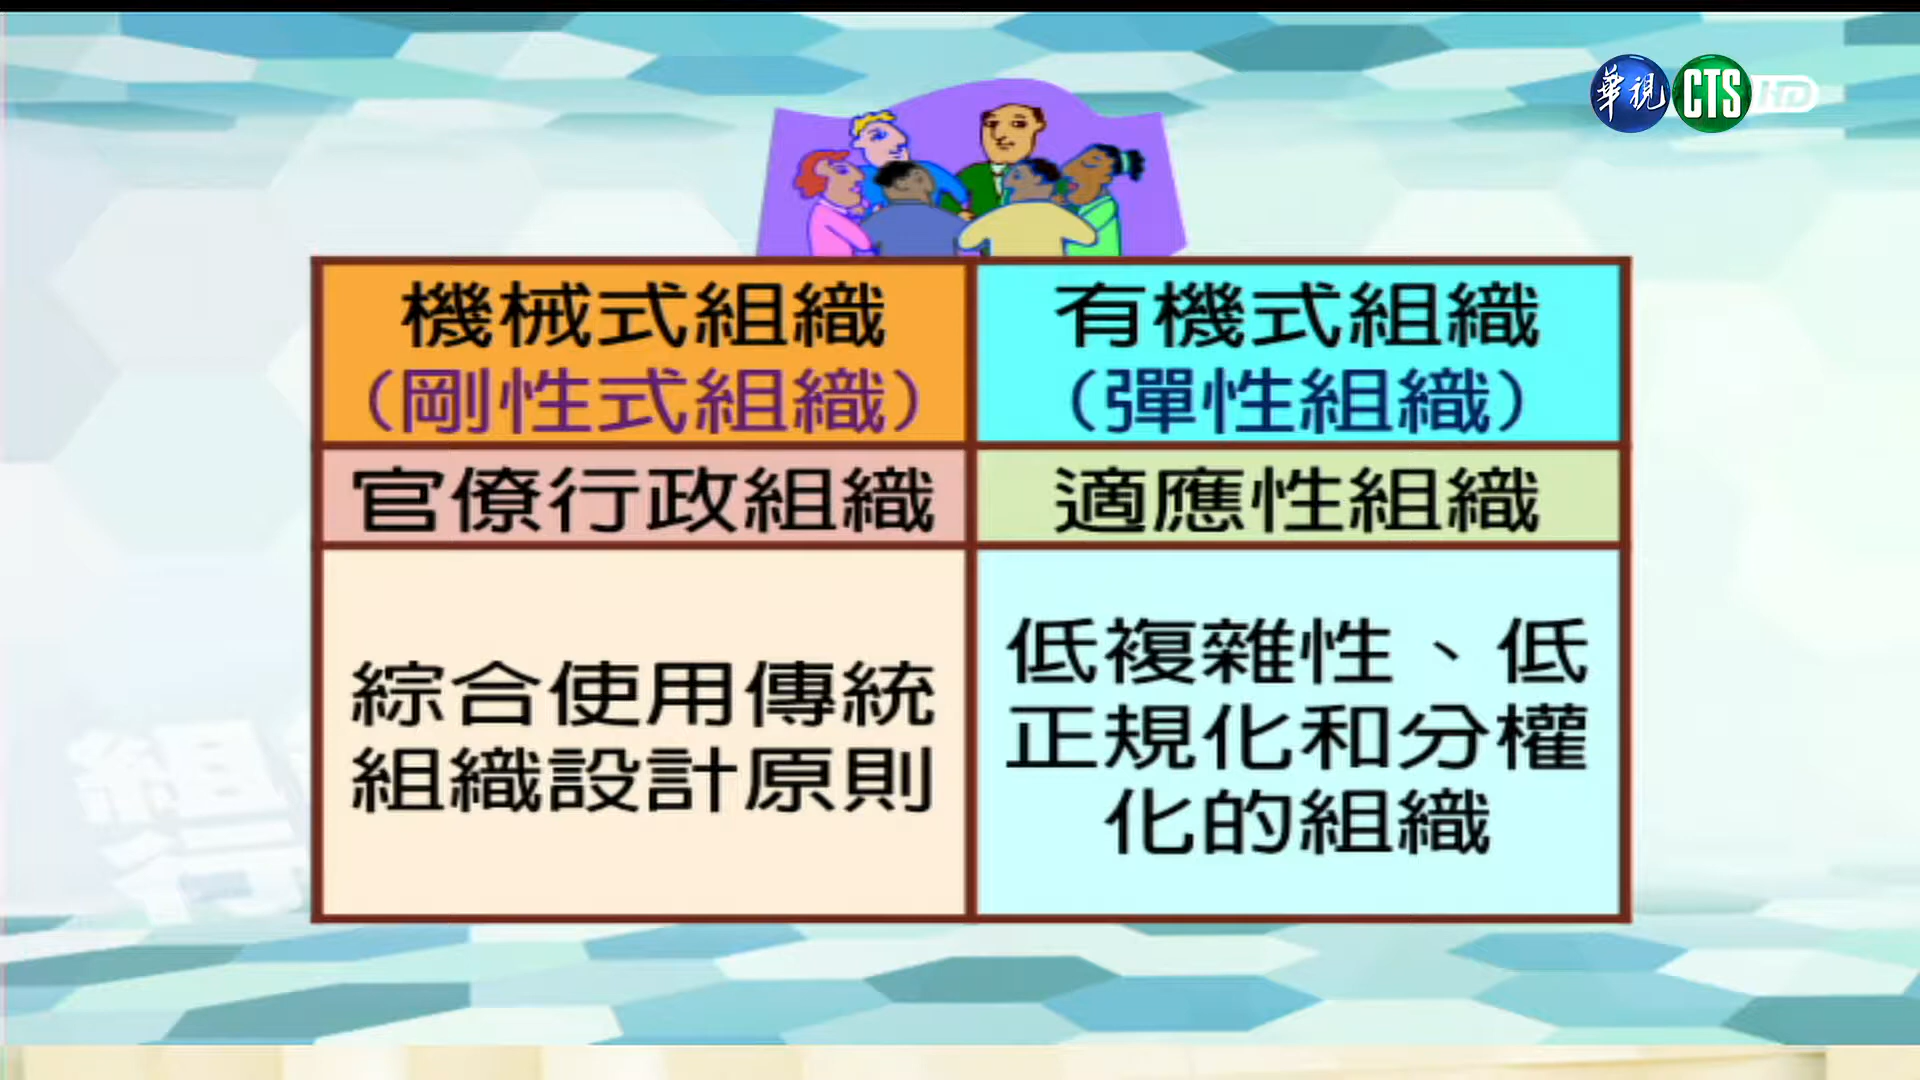 華視 CTS HD
機械式組織
（剛性式組織）
有機式組織
（彈性組織）
官僚行政組織
適應性組織
綜合使用傳統
組織設計原則
低複雜性、低
正規化和分權
化的組織